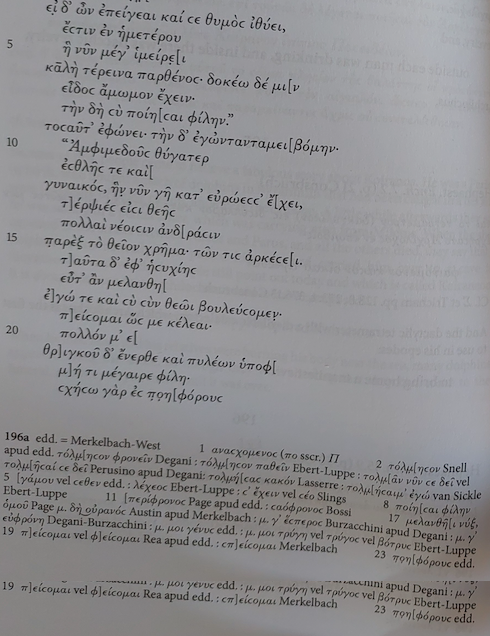 εἰ δ’ ὦν ἐπείγεαι καί ϲε θυμὸϲ ἰθύει,
ἔϲτιν ἐν ἡμετέρου
5 ἣ νῦν μέγ’ ἱμείρε[ι
καλὴ τέρεινα παρθένοϲ· δοκέω δέ μι[ν
εἶδοϲ ἄμωμον ἔχειν·
τὴν δὴ ϲὺ ποίη[ϲαι φίλην.”
τοϲαῦτ’ ἐφώνει· τὴν δ’ ἐγὼνταμει[βόμην·
10 “Ἀμφιμεδοῦϲ θύγατερ
ἐϲθλῆϲ τε καὶ[
γυναικόϲ, ἣν νῦν γῆ κατ’ εὐρώεϲϲ’ ἔ[χει,
τ]έρψιέϲ εἰϲι θεῆϲ
πολλαὶ νέοιϲιν ἀνδ[ράϲιν
15 παρὲξ τὸ θεῖον χρῆμα· τῶν τιϲ ἀρκέϲε[ι.
τ]αῦτα δ’ ἐφ’ ἡϲυχίηϲ
εὖτ’ ἂν μελανθη[
ἐ]γώ τε καὶ ϲὺ ϲὺν θεῶι βουλεύϲομεν·
π]είϲομαι ὥϲ με κέλεαι·
20 πολλόν μ’ ε[
θρ]ιγκοῦ δ’ ἔνερθε καὶ πυλέων ὑποφ[
μ]ή τι μέγαιρε φίλη·
ϲχήϲω γὰρ ἐϲ ποη[φόρουϲ
196a edd. = Merkelbach-West 1 αναϲχομενοϲ (πο sscr.) Π 2 τόλμ[ηϲον Snell
apud edd. τόλμ[ηϲον φρονεῖν Degani : τόλμ[ηϲον παθεῖν Ebert-Luppe : τολμ[ᾶν νῦν ϲε δεῖ vel
τολμ[ῆϲαί ϲε δεῖ Perusino apud Degani: τολμή[ϲαϲ κακόν Lasserre : τολμ[ήϲαιμ’ ἐγώ van Sickle
5 [γάμου vel ϲεθεν edd. : λέχεοϲ Ebert-Luppe : ϲ’ ἔχειν vel ϲέο Slings 8 ποίη[ϲαι φίλην
Ebert-Luppe 11 [περίφρονοϲ Page apud edd. : ϲαόφρονοϲ Bossi 17 μελανθῆ[ι νύξ,
ὁμοῦ Page μ. δὴ οὐρανόϲ Austin apud Merkelbach : μ. γ’ ἕϲπεροϲ Burzacchini apud Degani : μ. γ’
εὐφρόνη Degani-Burzacchini : μ. μοι γένυϲ edd. : μ. μοι τρύγη vel τρύγοϲ vel βότρυϲ Ebert-Luppe
19 π]είϲομαι vel φ]είϲομαι Rea apud edd. : ϲπ]είϲομαι Merkelbach 23 ποη[φόρουϲ edd.
19 π]είϲομαι vel φ]είϲομαι Rea apud edd. : ϲπ]είϲομαι Merkelbach 23 ποη[φόρουϲ edd.